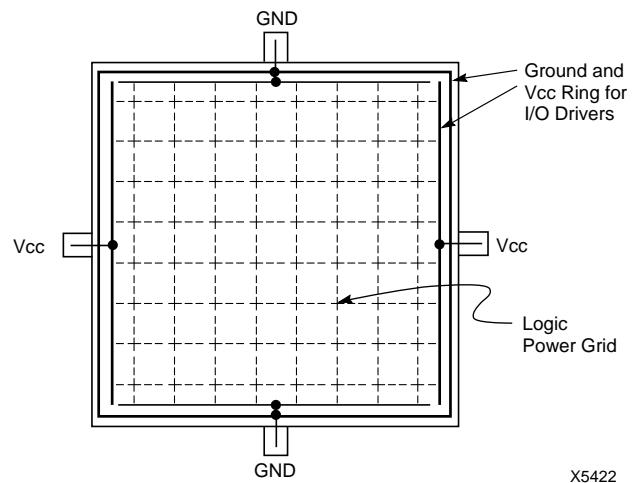 GND
Ground and
Vcc Ring for
I/O Drivers
Vcc
Vcc
Logic
Power Grid
GND
X5422